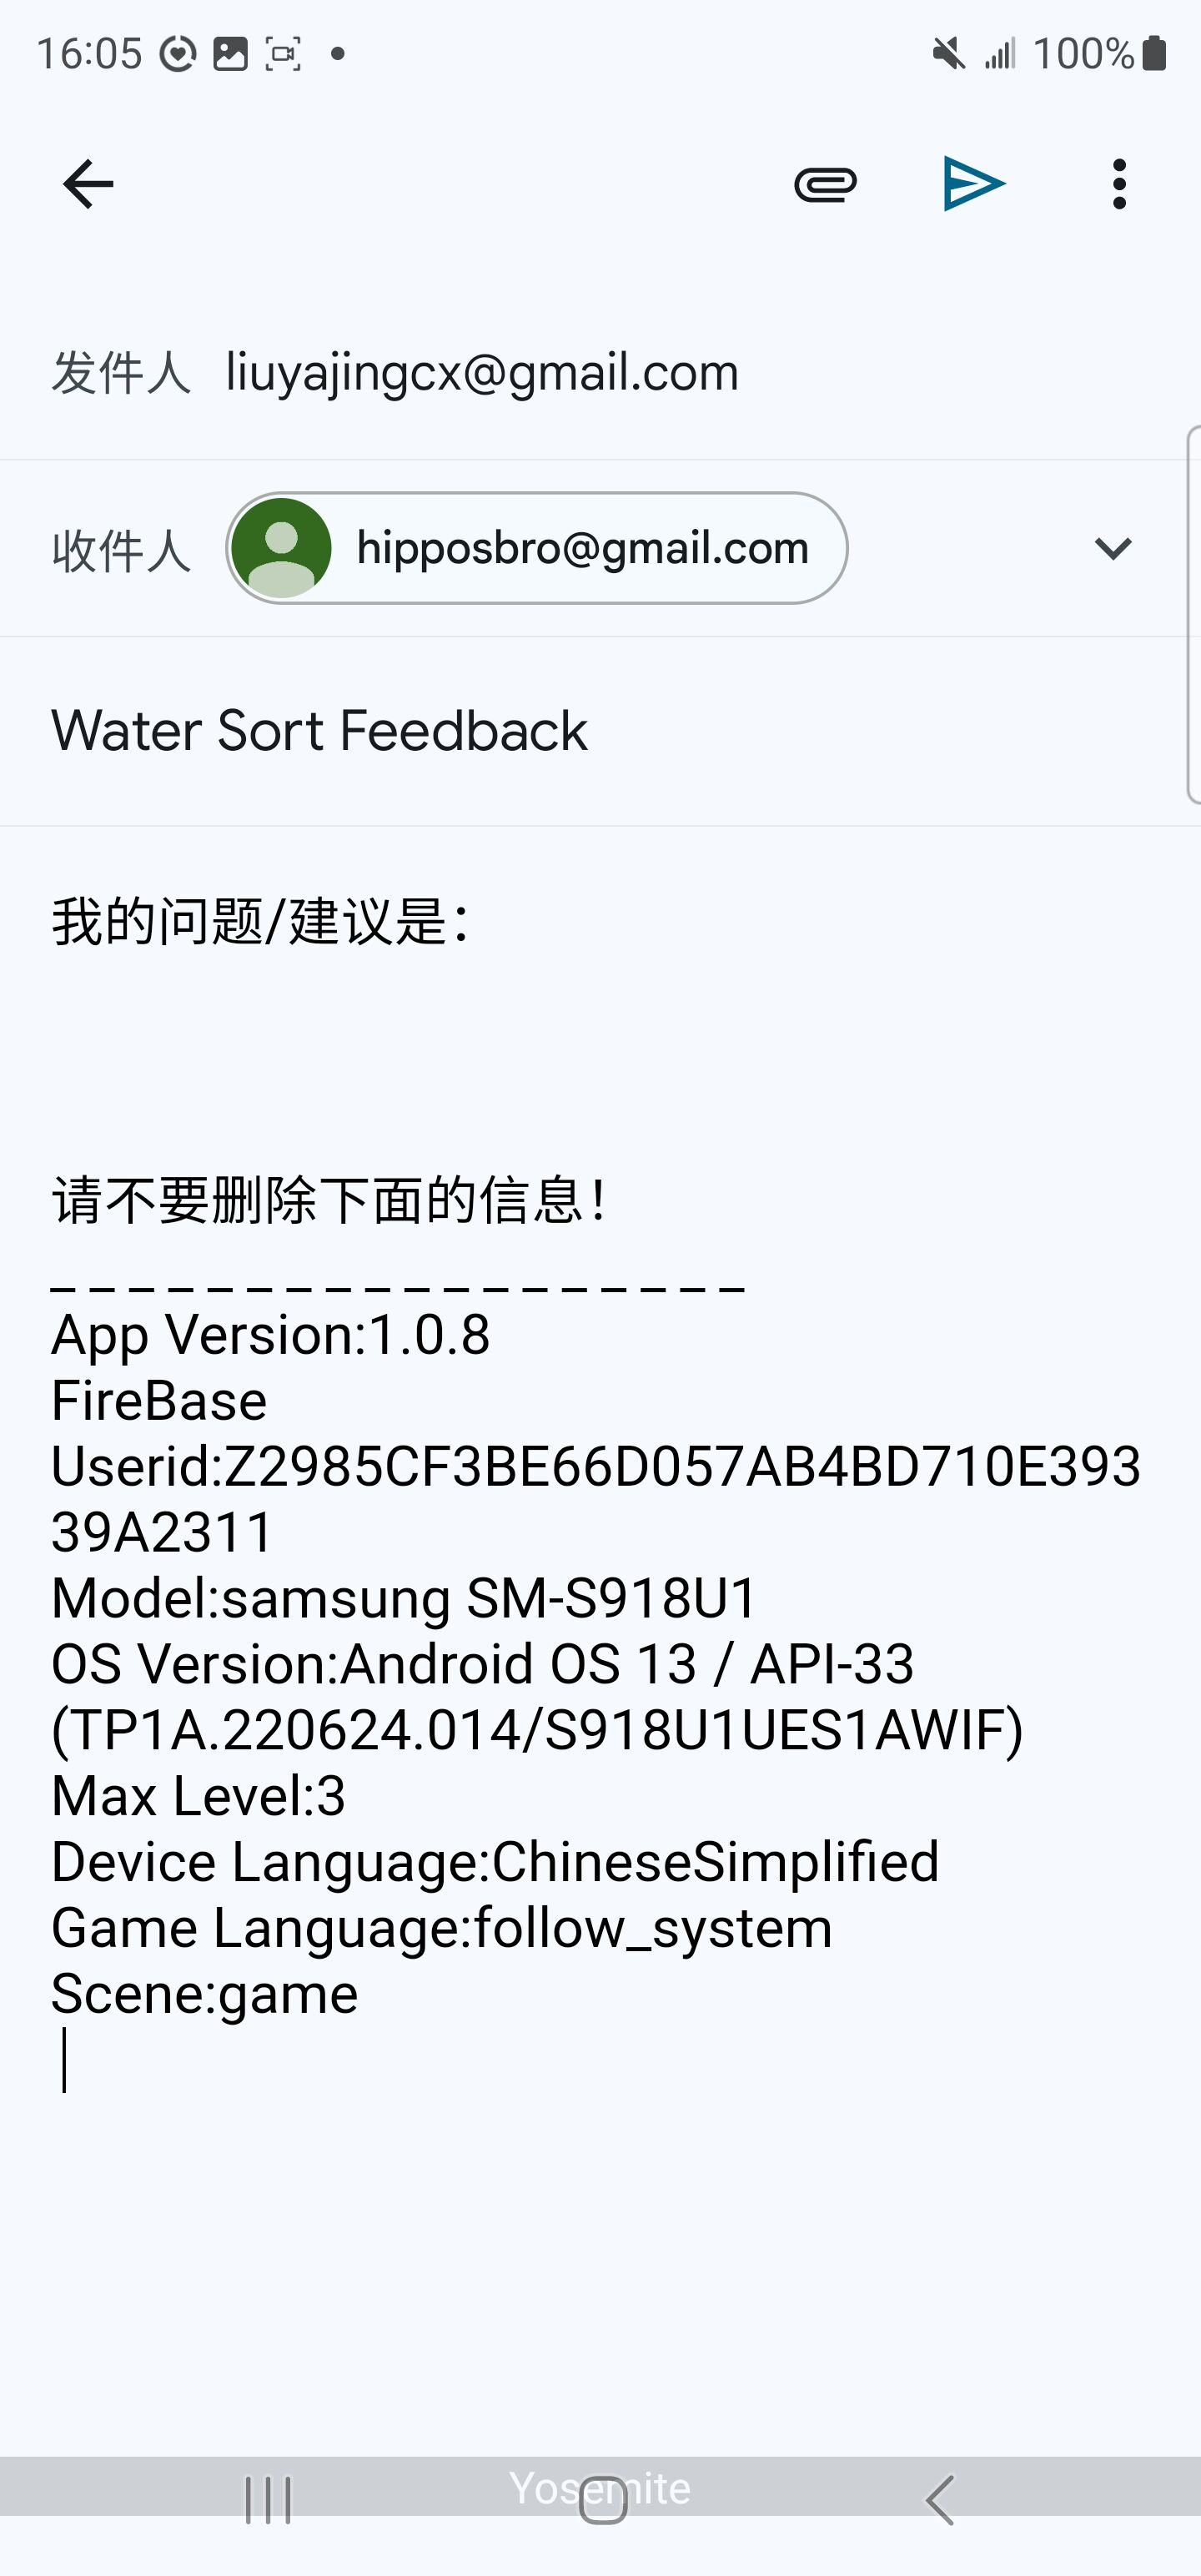 16:05 100%
发件人 liuyajingcx@gmail.com
收件人 hipposbro@gmail.com
Water Sort Feedback
我的问题/建议是：
请不要删除下面的信息！
— — — — — — — — — — — — — — — — — —
App Version:1.0.8
FireBase
Userid:Z2985CF3BE66D057AB4BD710E393
39A2311
Model:samsung SM-S918U1
OS Version:Android OS 13 / API-33
(TP1A.220624.014/S918U1UES1AWIF)
Max Level:3
Device Language:ChineseSimplified
Game Language:follow_system
Scene:game
Yosemite